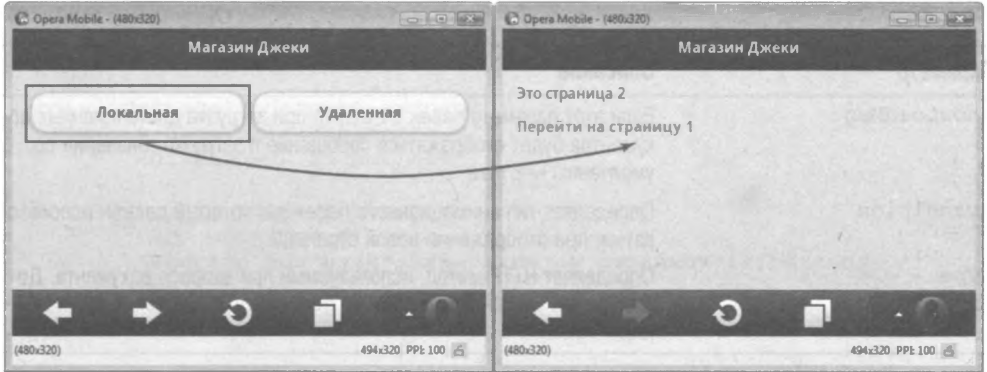 Opera Mobile - (480x320)
Магазин Джеки
Локальная
Удаленная
(480x320)
494x320 PPI: 100
Opera Mobile - (480x320)
Магазин Джеки
Это страница 2
Перейти на страницу 1
(480x320)
494x320 PPI: 100